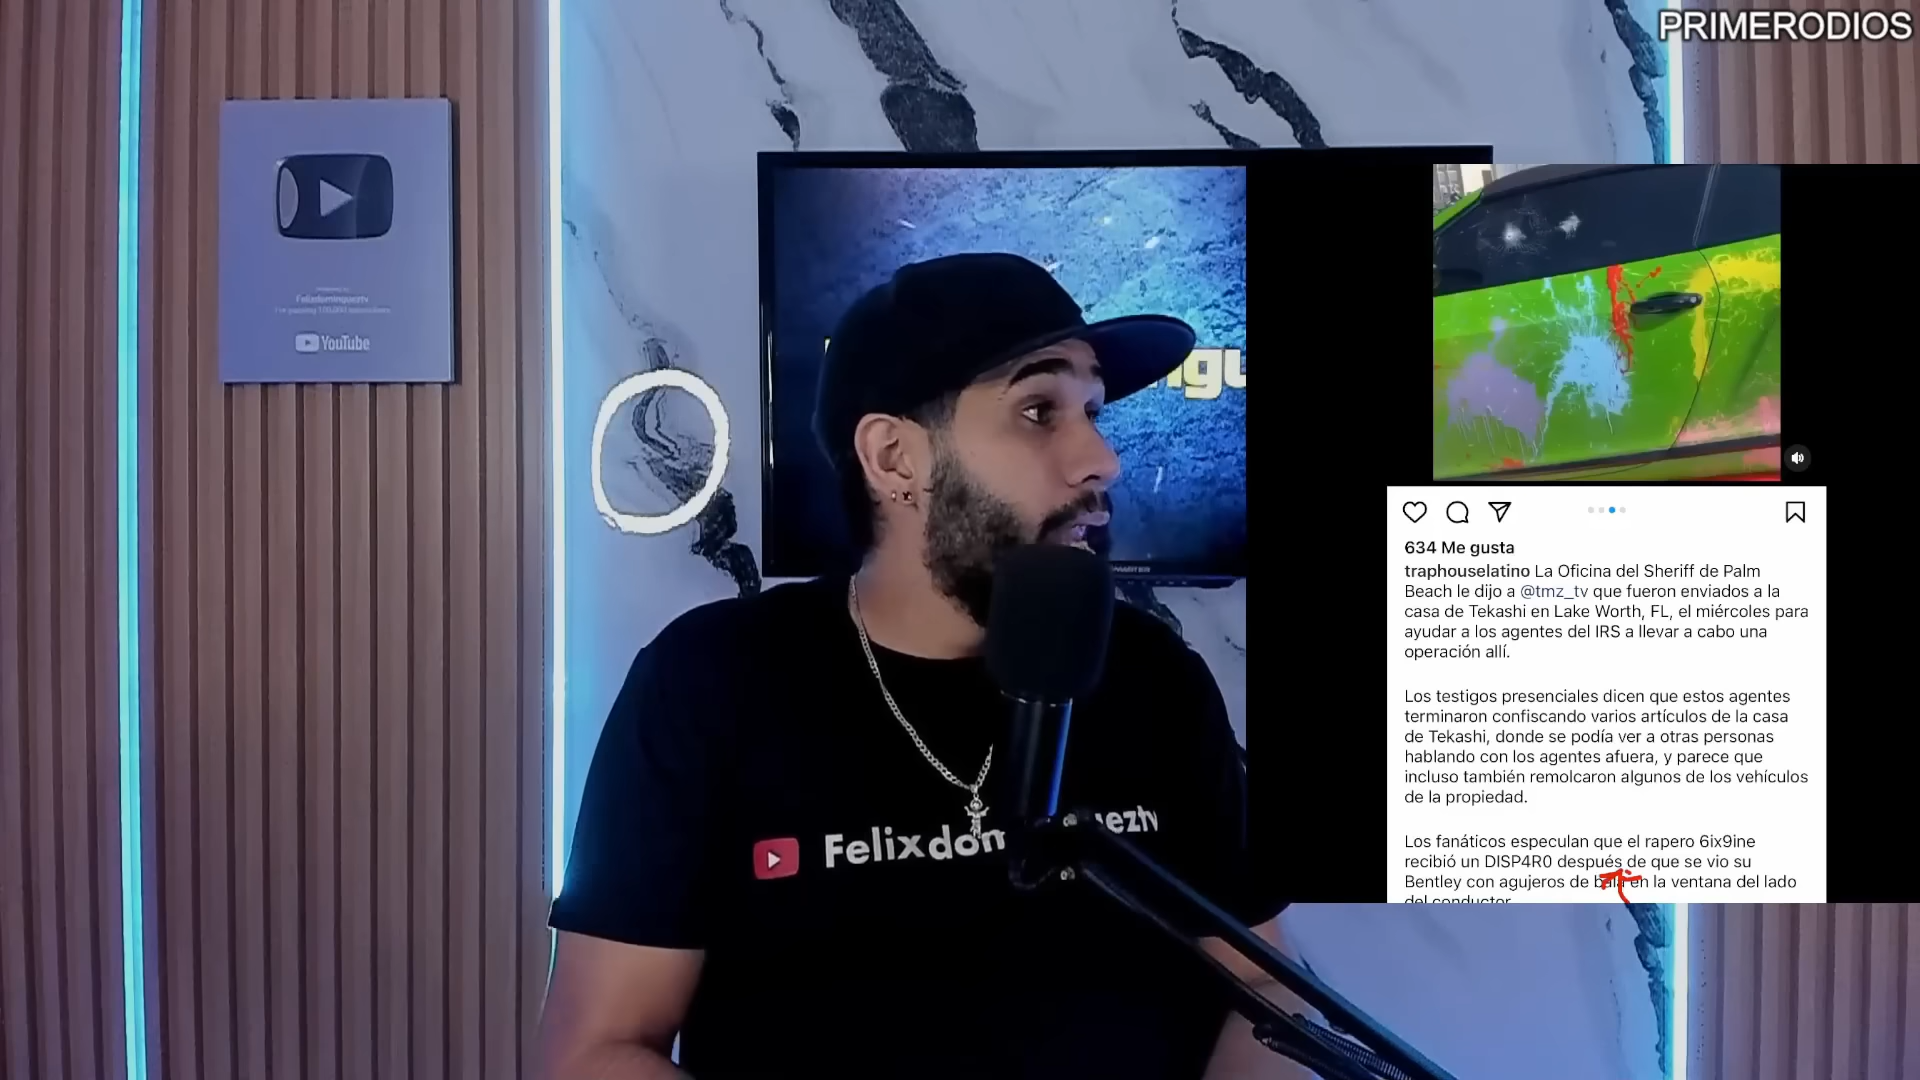 PRIMERODIOS
Felixdomingueztv
YouTube
634 Me gusta
traphouselatino La Oficina del Sheriff de Palm
Beach le dijo a @tmz_tv que fueron enviados a la
casa de Tekashi en Lake Worth, FL, el miércoles para
ayudar a los agentes del IRS a llevar a cabo una
operación allí.
Los testigos presenciales dicen que estos agentes
terminaron confiscando varios artículos de la casa
de Tekashi, donde se podía ver a otras personas
hablando con los agentes afuera, y parece que
incluso también remolcaron algunos de los vehículos
de la propiedad.
Los fanáticos especulan que el rapero 6ix9ine
recibió un DISP4R0 después de que se vio su
Bentley con agujeros de bala en la ventana del lado
del conductor